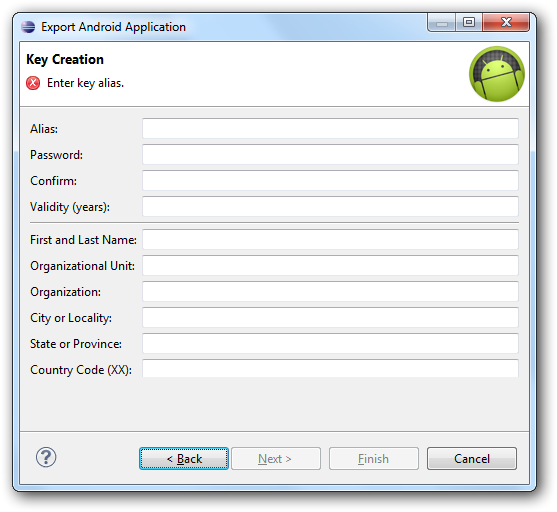 Export Android Application
Key Creation
Enter key alias.
Alias:
Password:
Confirm:
Validity (years):
First and Last Name:
Organizational Unit:
Organization:
City or Locality:
State or Province:
Country Code (XX):
? < Back Next > Finish Cancel